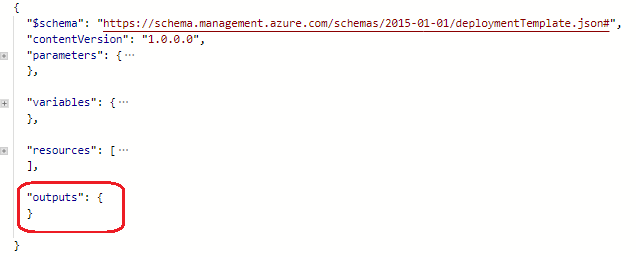 {
"$schema": "https://schema.management.azure.com/schemas/2015-01-01/deploymentTemplate.json#",
"contentVersion": "1.0.0.0",
"parameters": {...
},
"variables": {...
},
"resources": [...
],
"outputs": {
}
}